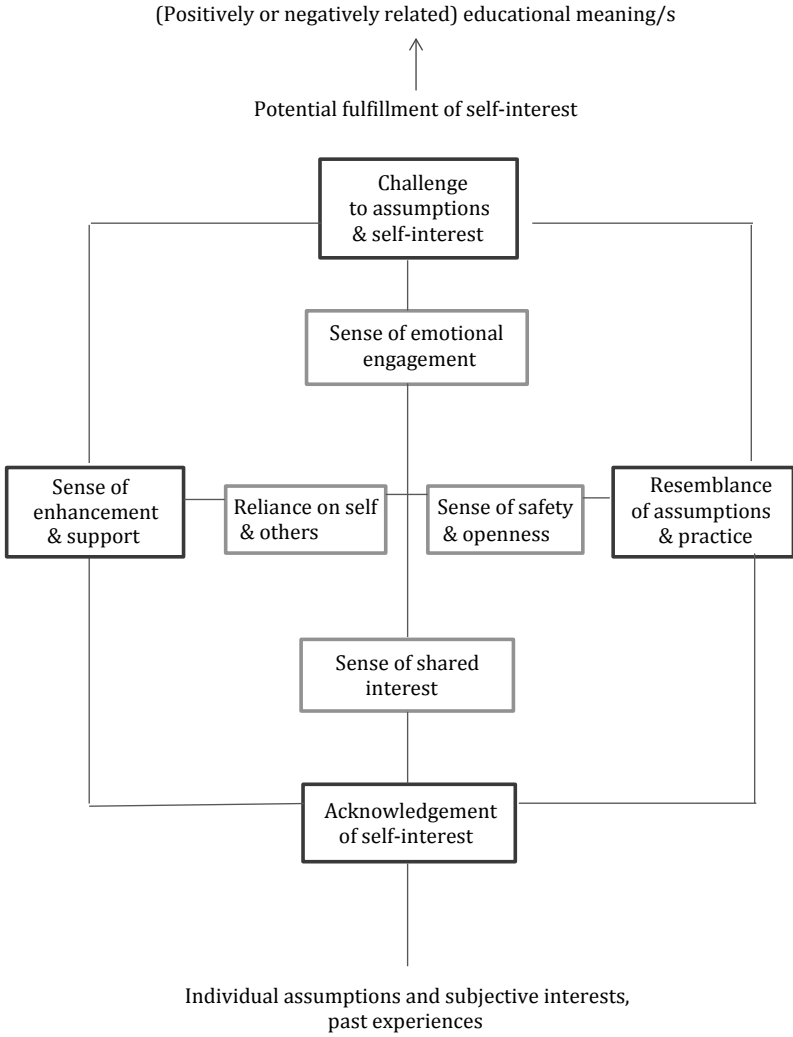 (Positively or negatively related) educational meaning/s
Potential fulfillment of self-interest
Challenge
to assumptions
& self-interest
Sense of emotional
engagement
Sense of
enhancement
& support
Reliance on self
& others
Sense of safety
& openness
Resemblance
of assumptions
& practice
Sense of shared
interest
Acknowledgement
of self-interest
Individual assumptions and subjective interests,
past experiences